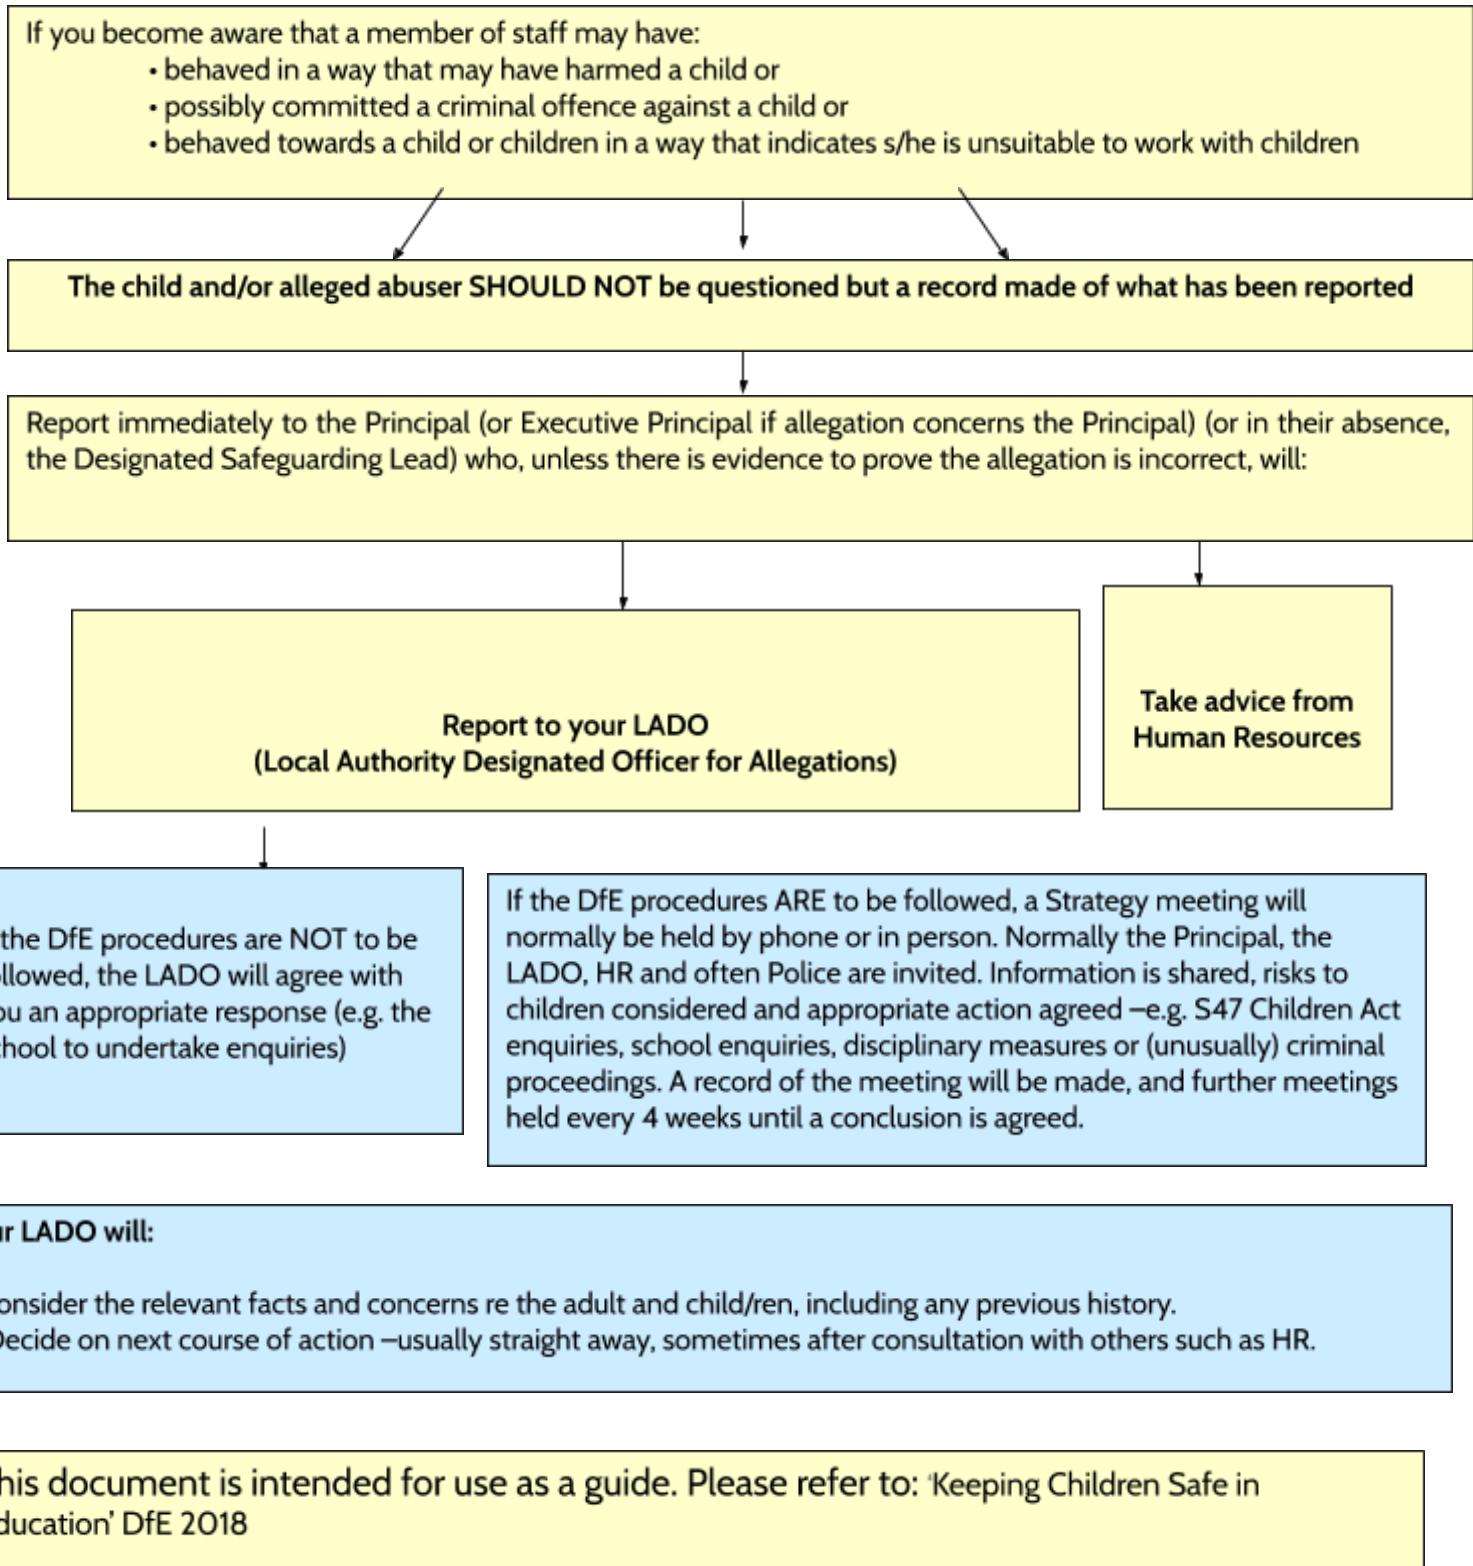 If you become aware that a member of staff may have:
• behaved in a way that may have harmed a child or
• possibly committed a criminal offence against a child or
• behaved towards a child or children in a way that indicates s/he is unsuitable to work with children
The child and/or alleged abuser SHOULD NOT be questioned but a record made of what has been reported
Report immediately to the Principal (or Executive Principal if allegation concerns the Principal) (or in their absence,
the Designated Safeguarding Lead) who, unless there is evidence to prove the allegation is incorrect, will:
Report to your LADO
(Local Authority Designated Officer for Allegations)
Take advice from
Human Resources
the DfE procedures are NOT to be
llowed, the LADO will agree with
ou an appropriate response (e.g. the
hool to undertake enquiries)
If the DfE procedures ARE to be followed, a Strategy meeting will
normally be held by phone or in person. Normally the Principal, the
LADO, HR and often Police are invited. Information is shared, risks to
children considered and appropriate action agreed –e.g. S47 Children Act
enquiries, school enquiries, disciplinary measures or (unusually) criminal
proceedings. A record of the meeting will be made, and further meetings
held every 4 weeks until a conclusion is agreed.
ur LADO will:
onsider the relevant facts and concerns re the adult and child/ren, including any previous history.
Decide on next course of action –usually straight away, sometimes after consultation with others such as HR.
his document is intended for use as a guide. Please refer to: ‘Keeping Children Safe in
ducation’ DfE 2018